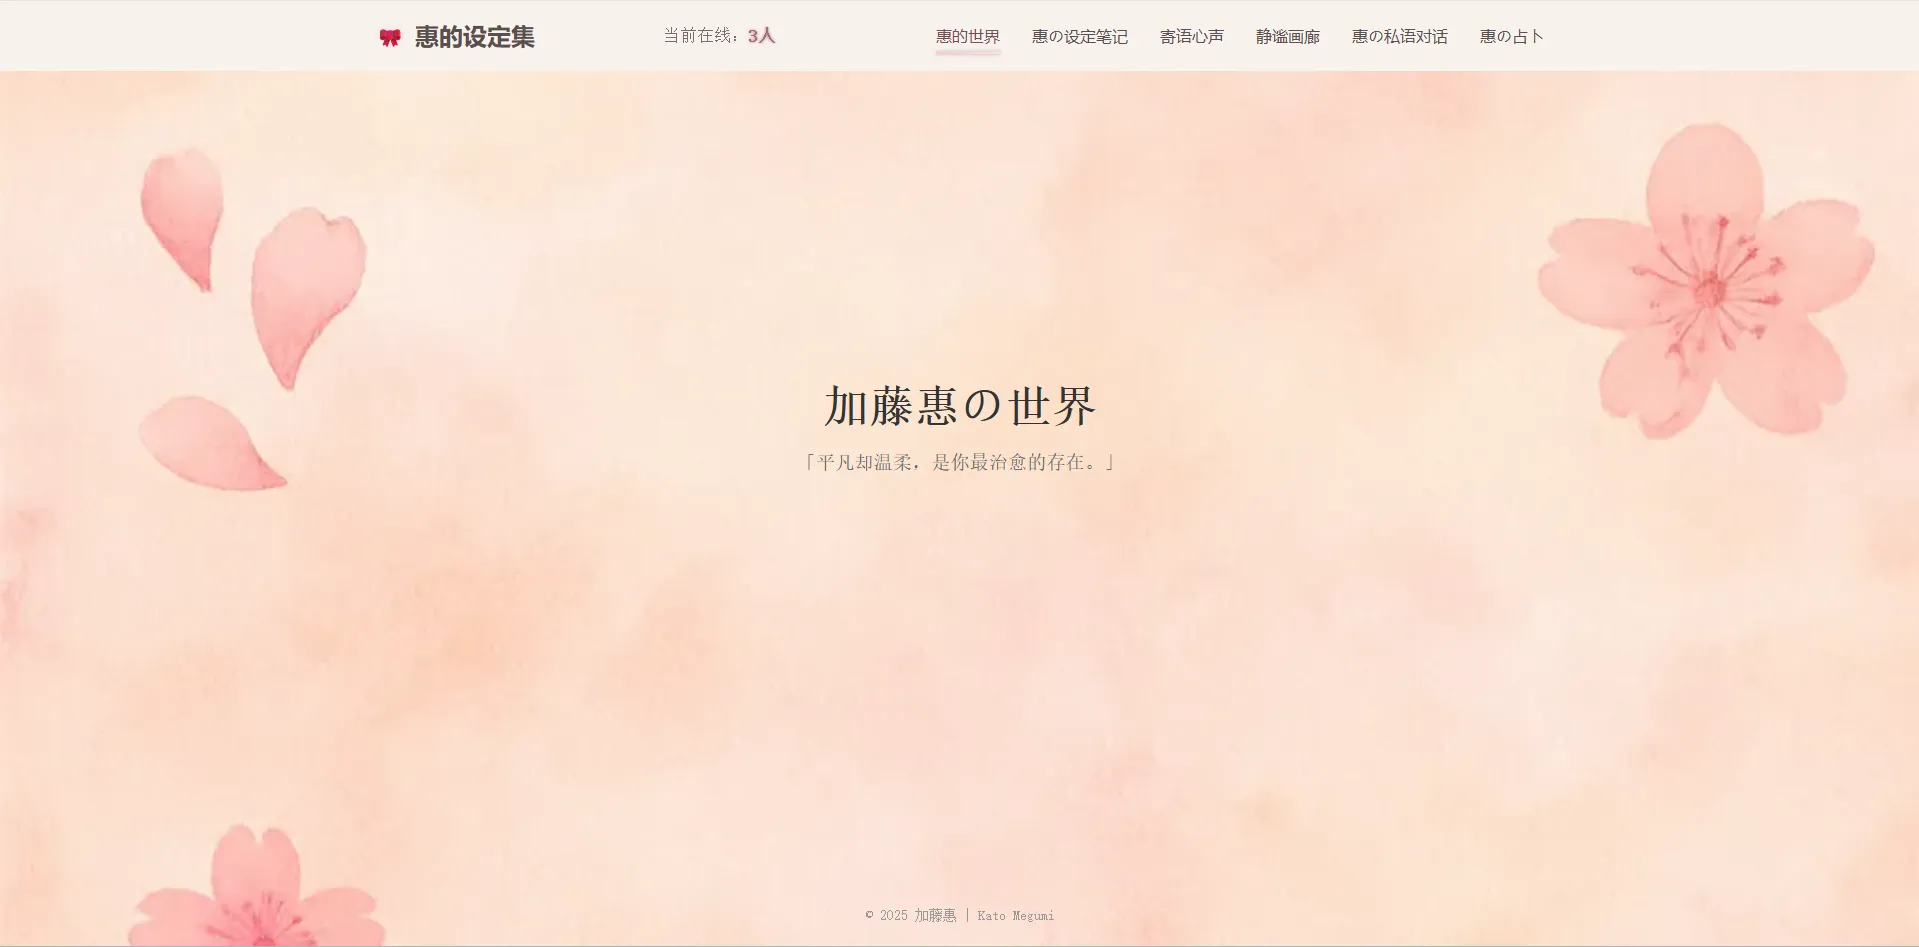 惠的设定集
当前在线：3人
惠的世界 惠の设定笔记 寄语心声 静谧画廊 惠の私语对话 惠の占卜
加藤惠の世界
「平凡却温柔，是你最治愈的存在。」
© 2025 加藤惠 | Kato Megumi